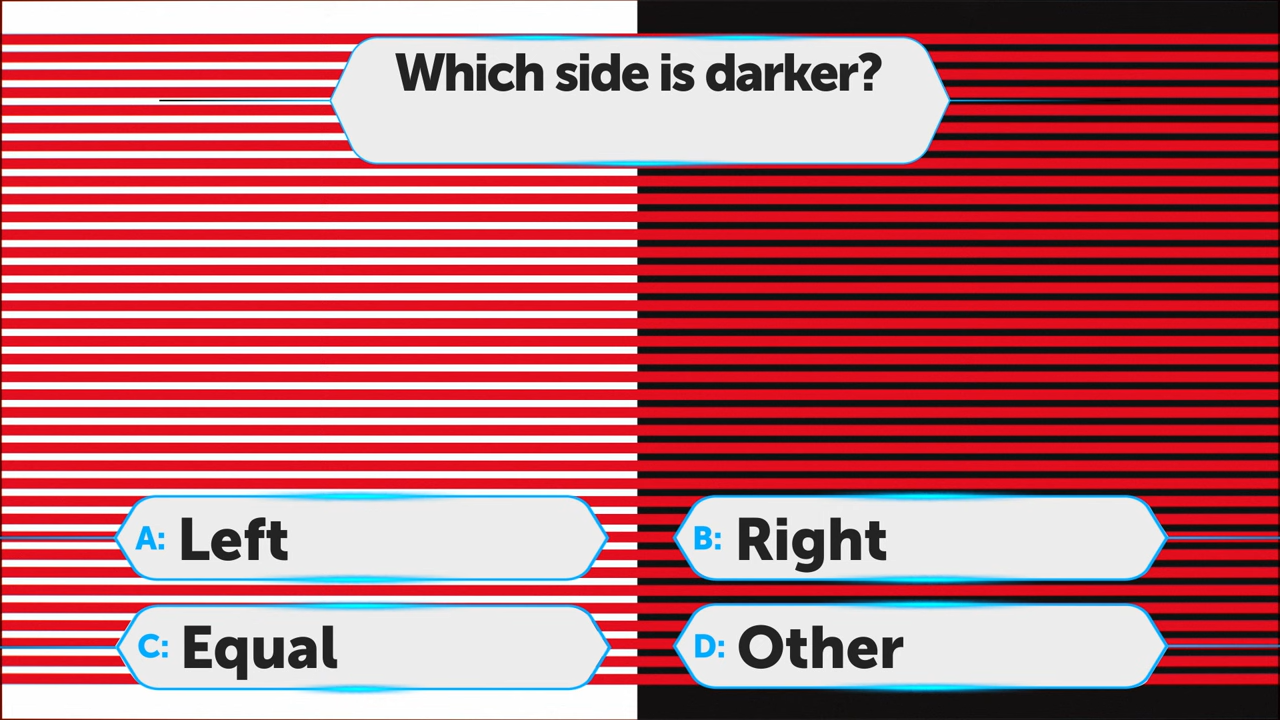 Which side is darker?
A: Left
B: Right
C: Equal
D: Other